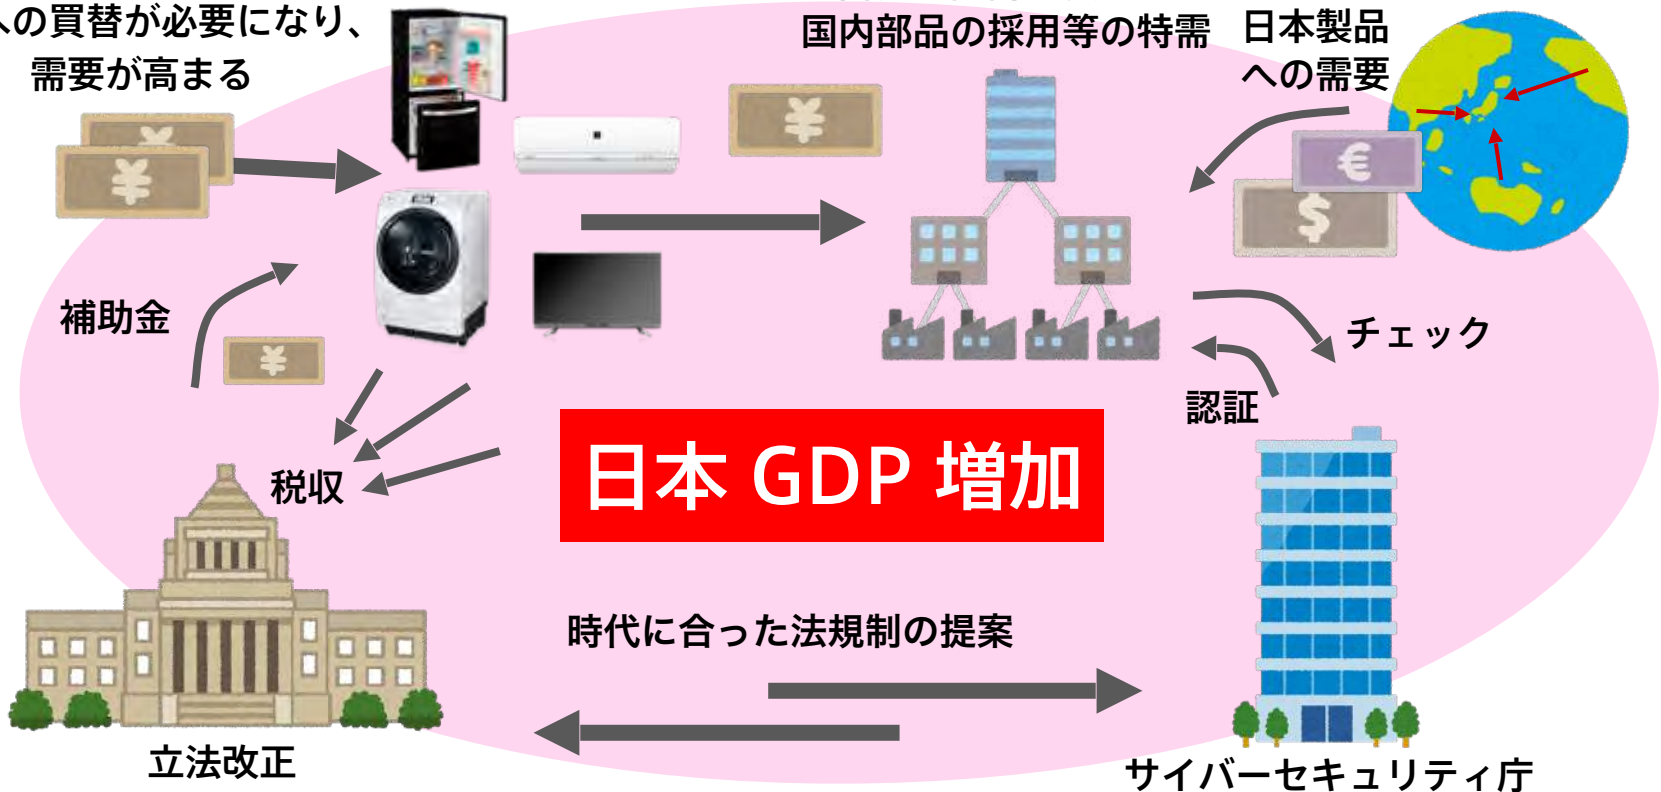 への買替が必要になり、
需要が高まる
国内部品の採用等の特需
日本製品
への需要
¥
¥
¥
€
$
補助金
¥
チェック
認証
税収
日本 GDP 増加
時代に合った法規制の提案
立法改正
サイバーセキュリティ庁